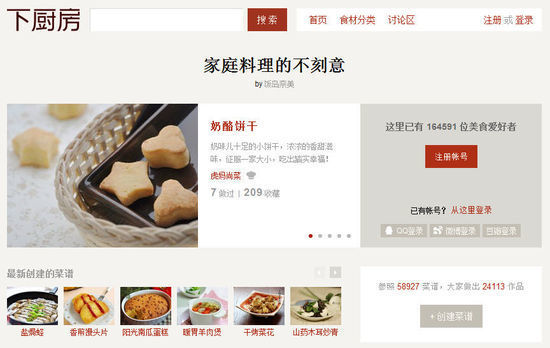 下厨房
搜 索
首页 食材分类 讨论区
注册 或 登录
家庭料理的不刻意
by 饭岛奈美
奶酪饼干
奶味儿十足的小饼干，浓浓的香甜滋
味，征服一家大小，吃出猫买幸福！
虎妈尚菜
7 做过 | 209 收藏
这里已有 164591 位美食爱好者
注册帐号
已有帐号？ 从这里登录
QQ登录 微博登录 豆瓣登录
最新创建的菜谱
盐焗蛏 香煎馒头片 阳光南瓜蛋糕 暖胃羊肉煲 干烤菜花 山药木耳炒青
参照 58927 菜谱，大家做出 24113 作品
+ 创建菜谱